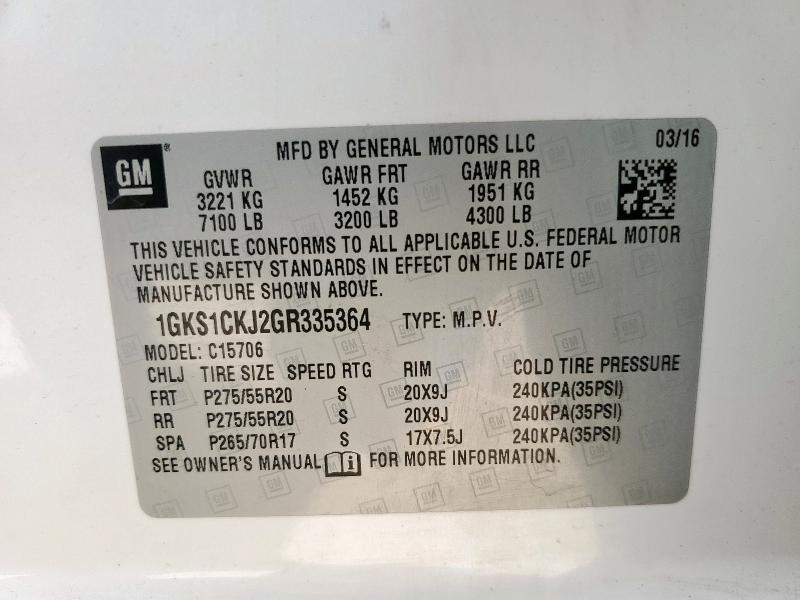 GM® MFD BY GENERAL MOTORS LLC 03/16
GVWR GAWR FRT GAWR RR
3221 KG 1452 KG 1951 KG
7100 LB 3200 LB 4300 LB
THIS VEHICLE CONFORMS TO ALL APPLICABLE U.S. FEDERAL MOTOR
VEHICLE SAFETY STANDARDS IN EFFECT ON THE DATE OF
MANUFACTURE SHOWN ABOVE.
1GKS1CKJ2GR335364 TYPE: M.P.V.
MODEL: C15706
CHLJ TIRE SIZE SPEED RTG RIM COLD TIRE PRESSURE
FRT P275/55R20 S 20X9J 240KPA(35PSI)
RR P275/55R20 S 20X9J 240KPA(35PSI)
SPA P265/70R17 S 17X7.5J 240KPA(35PSI)
SEE OWNER'S MANUAL FOR MORE INFORMATION.